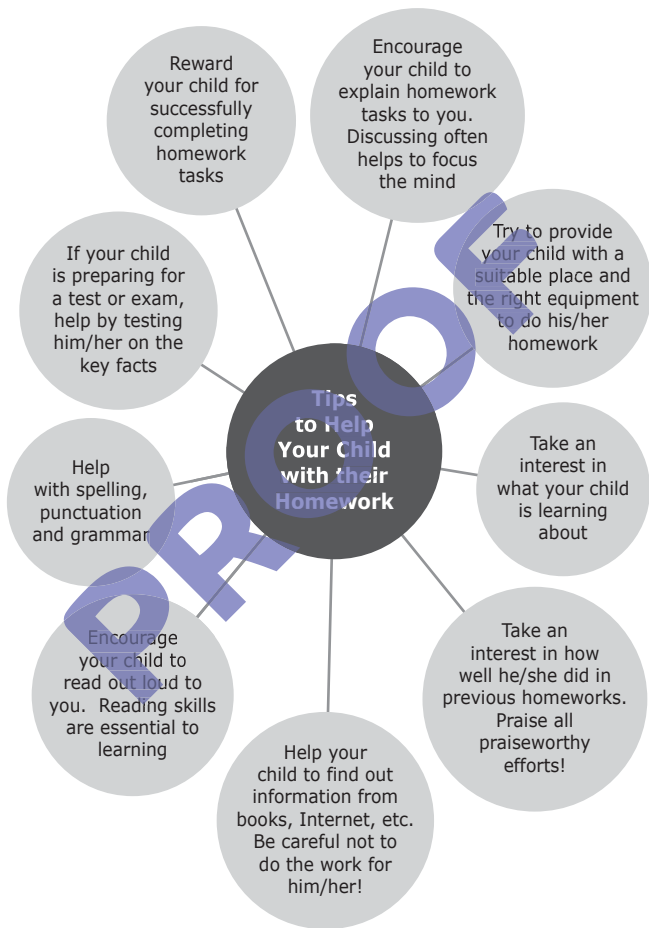 Reward
your child for
successfully
completing
homework
tasks
Encourage
your child to
explain homework
tasks to you.
Discussing often
helps to focus
the mind
If your child
is preparing for
a test or exam,
help by testing
him/her on the
key facts
Try to provide
your child with a
suitable place and
the right equipment
to do his/her
homework
Tips
to Help
Your Child
with their
Homework
Help
with spelling,
punctuation
and grammar
Take an
interest in
what your child
is learning
about
Encourage
your child to
read out loud to
you.  Reading skills
are essential to
learning
Take an
interest in how
well he/she did in
previous homeworks.
Praise all
praiseworthy
efforts!
Help your
child to find out
information from
books, Internet, etc.
Be careful not to
do the work for
him/her!
PROOF